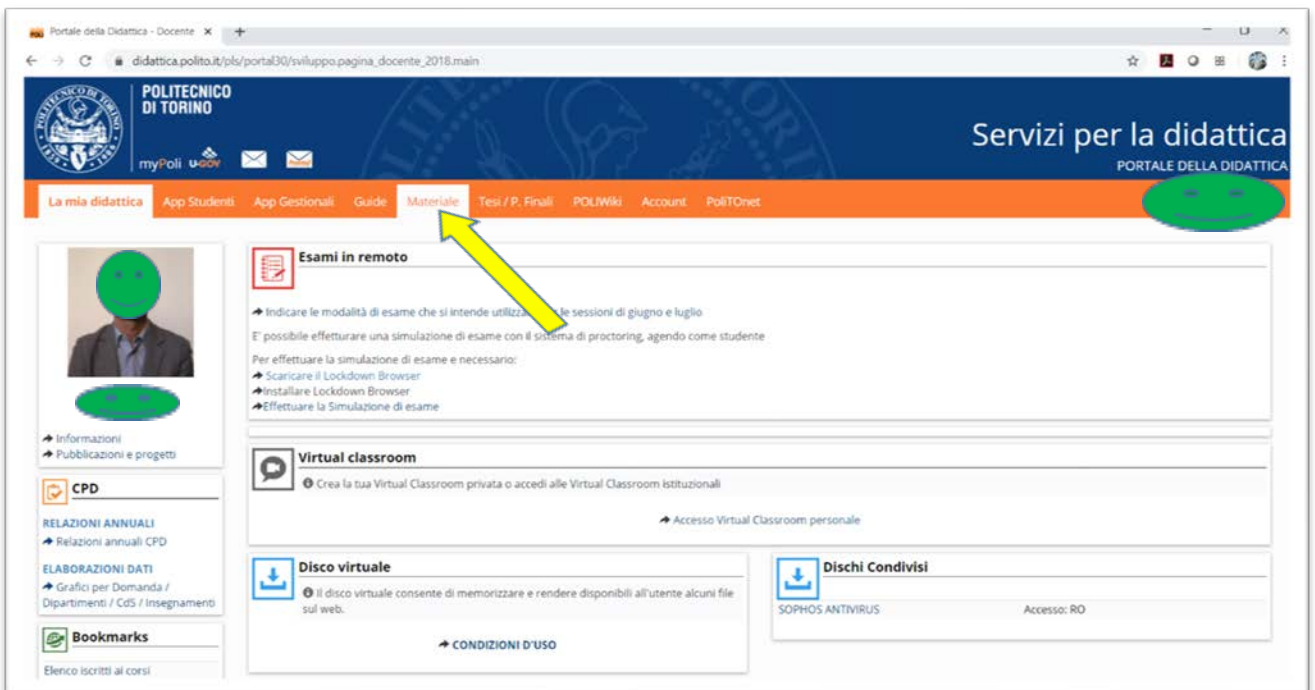 Portale della Didattica - Docente
didattica.polito.it/pls/portal30/sviluppo.pagina_docente_2018.main
POLITECNICO
DI TORINO
myPoli u-gov
Servizi per la didattica
PORTALE DELLA DIDATTICA
La mia didattica App Studenti App Gestionali Guide Materiale Tesi / P. Finali POLIWiki Account PoliTOnet
Informazioni
Pubblicazioni e progetti
CPD
RELAZIONI ANNUALI
Relazioni annuali CPD
ELABORAZIONI DATI
Grafici per Domanda /
Dipartimenti / CdS / Insegnamenti
Bookmarks
Elenco iscritti ai corsi
Esami in remoto
Indicare le modalità di esame che si intende le sessioni di giugno e luglio
E' possibile effetturare una simulazione di esame con il sistema di proctoring, agendo come studente
Per effettuare la simulazione di esame e necessario:
Scaricare il Lockdown Browser
Installare Lockdown Browser
Effettuare la Simulazione di esame
Virtual classroom
Crea la tua Virtual Classroom privata o accedi alle Virtual Classroom istituzionali
Accesso Virtual Classroom personale
Disco virtuale
Il disco virtuale consente di memorizzare e rendere disponibili all'utente alcuni file
sul web.
CONDIZIONI D'USO
Dischi Condivisi
SOPHOS ANTIVIRUS Accesso: RO